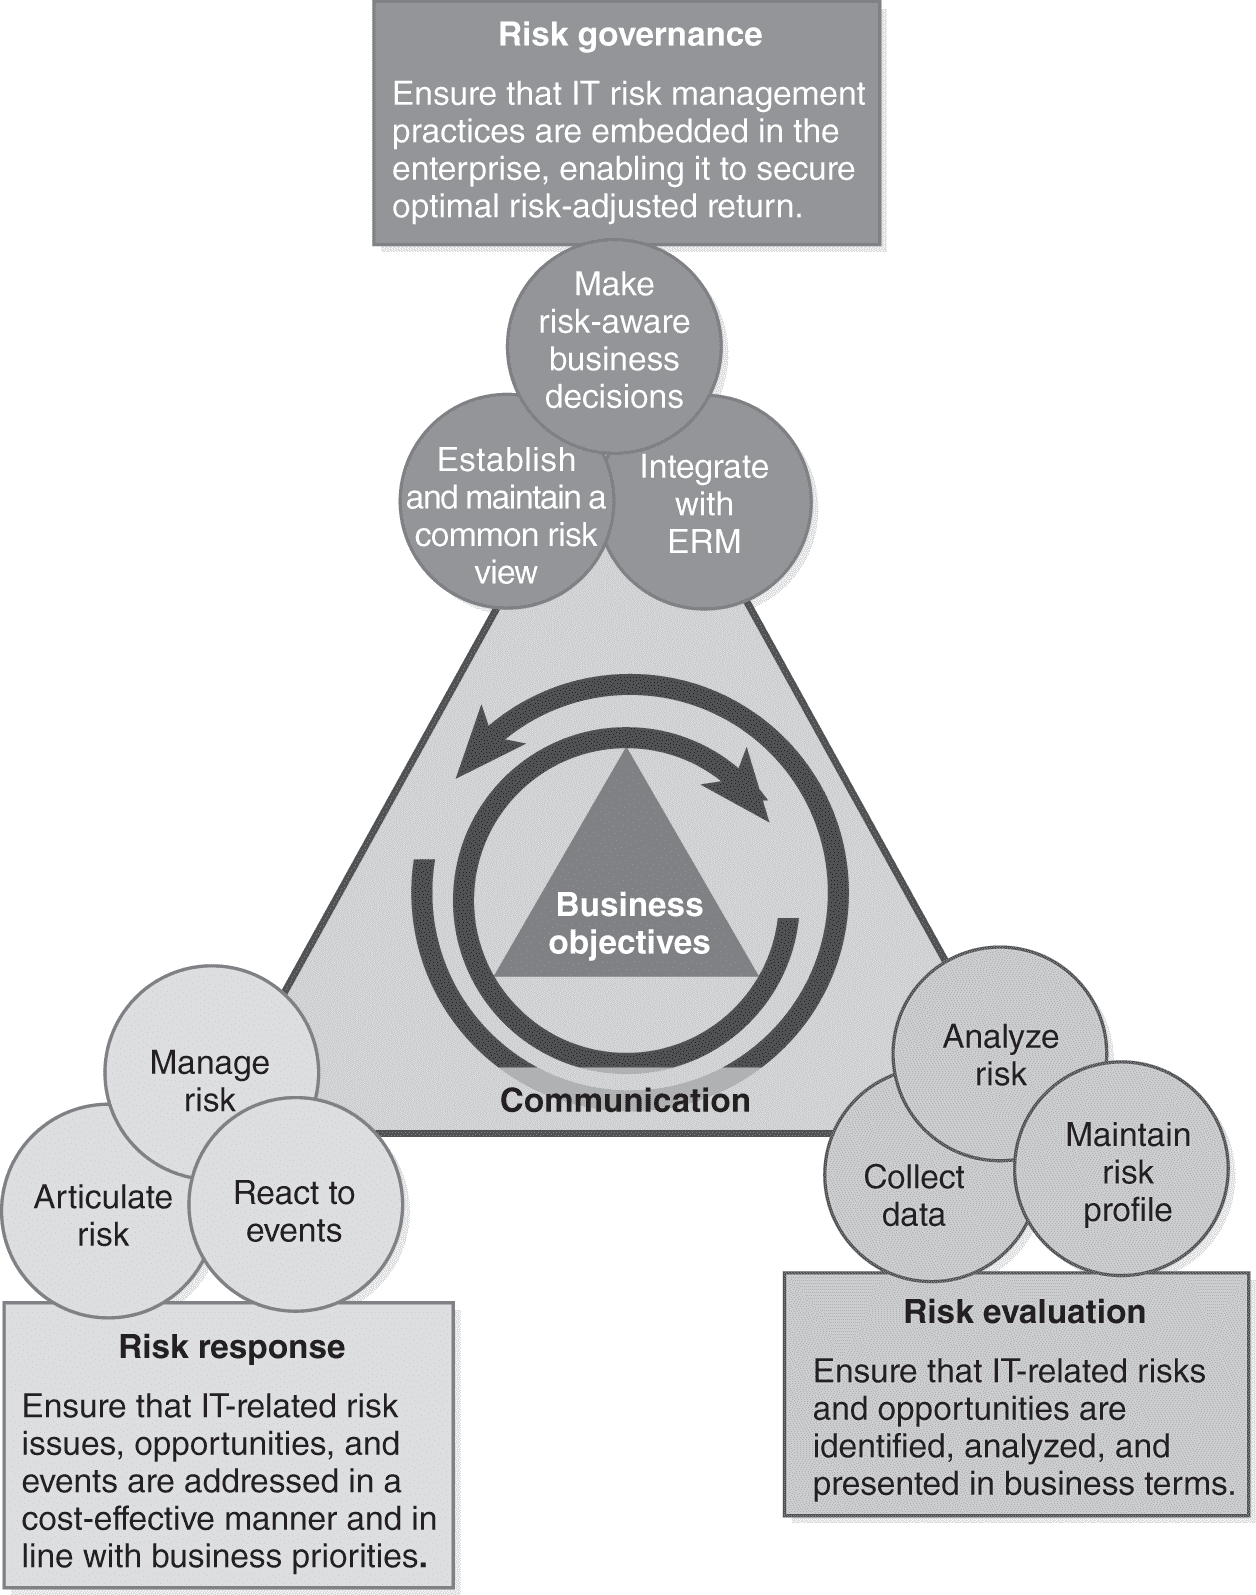 Risk governance
Ensure that IT risk management
practices are embedded in the
enterprise, enabling it to secure
optimal risk-adjusted return.
Make
risk-aware
business
decisions
Establish
and maintain a
common risk
view
Integrate
with
ERM
Business
objectives
Communication
Manage
risk
Articulate
risk
React to
events
Risk response
Ensure that IT-related risk
issues, opportunities, and
events are addressed in a
cost-effective manner and in
line with business priorities.
Analyze
risk
Collect
data
Maintain
risk
profile
Risk evaluation
Ensure that IT-related risks
and opportunities are
identified, analyzed, and
presented in business terms.